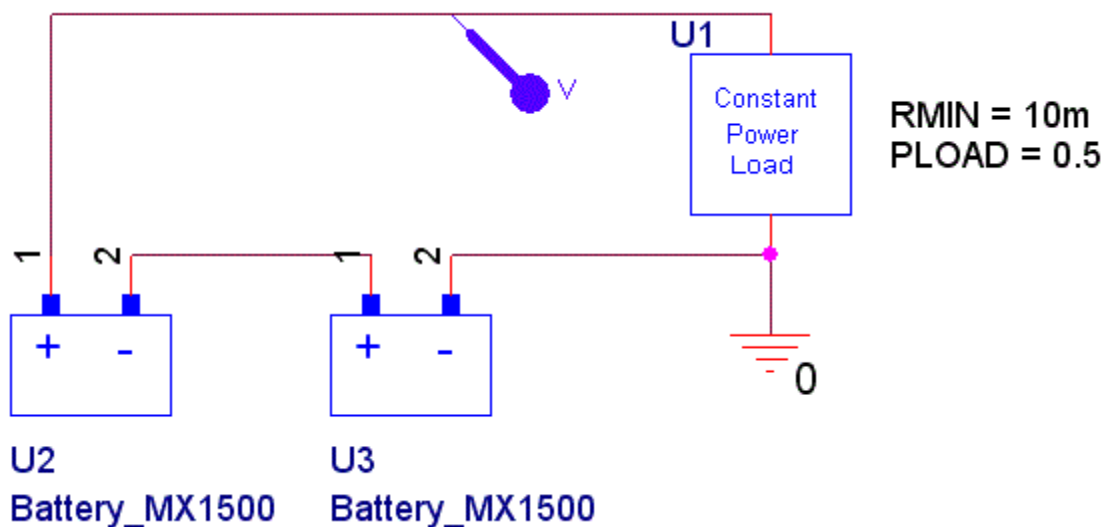 U1
V
Constant
Power
Load
RMIN = 10m
PLOAD = 0.5
1
2
1
2
+ -
+ -
0
U2
U3
Battery_MX1500
Battery_MX1500